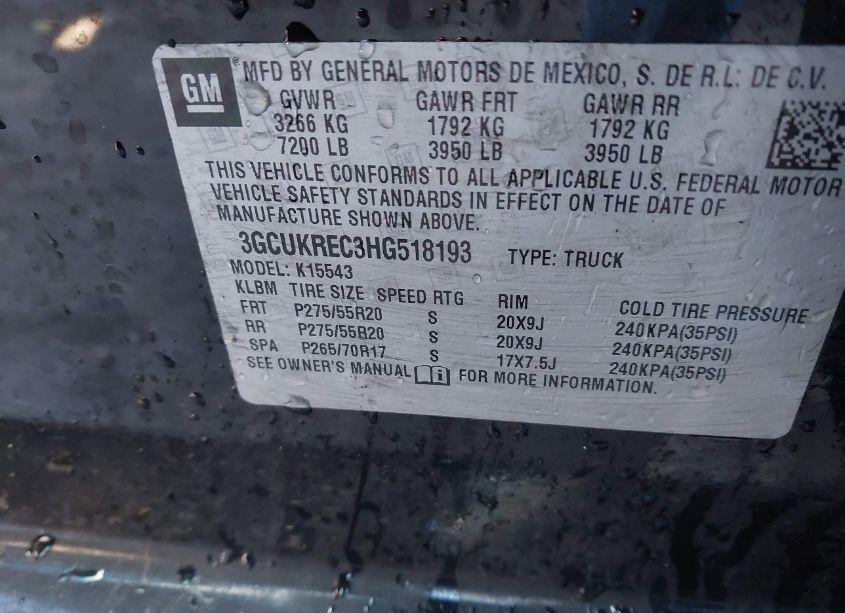 GM ® MFD BY GENERAL MOTORS DE MEXICO, S. DE R.L. DE C.V.
GVWR GAWR FRT GAWR RR
3266 KG 1792 KG 1792 KG
7200 LB 3950 LB 3950 LB
THIS VEHICLE CONFORMS TO ALL APPLICABLE U.S. FEDERAL MOTOR
VEHICLE SAFETY STANDARDS IN EFFECT ON THE DATE OF
MANUFACTURE SHOWN ABOVE.
3GCUKREC3HG518193 TYPE: TRUCK
MODEL: K15543
KLBM TIRE SIZE SPEED RTG RIM COLD TIRE PRESSURE
FRT P275/55R20 S 20X9J 240KPA(35PSI)
RR P275/55R20 S 20X9J 240KPA(35PSI)
SPA P265/70R17 S 17X7.5J 240KPA(35PSI)
SEE OWNER'S MANUAL FOR MORE INFORMATION.